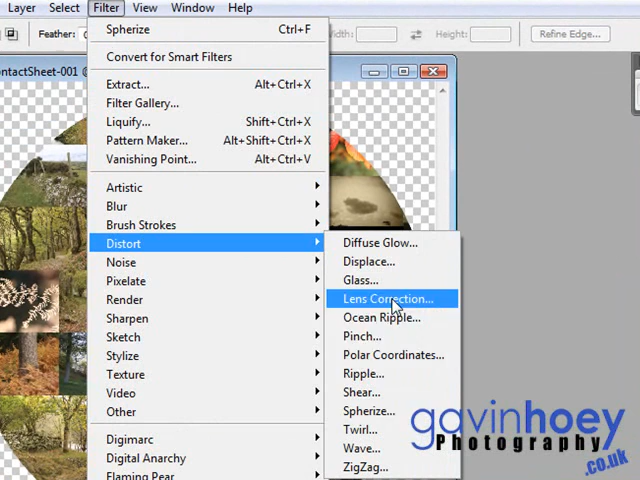 Layer Select Filter View Window Help
Feather: Width: Height: Refine Edge...
Spherize Ctrl+F
ontactSheet-001 @
Convert for Smart Filters
Extract... Alt+Ctrl+X
Filter Gallery...
Liquify... Shift+Ctrl+X
Pattern Maker... Alt+Shift+Ctrl+X
Vanishing Point... Alt+Ctrl+V
Artistic
Blur
Brush Strokes
Distort
Noise
Pixelate
Render
Sharpen
Sketch
Stylize
Texture
Video
Other
Digimarc
Digital Anarchy
Flaming Pear
Diffuse Glow...
Displace...
Glass...
Lens Correction...
Ocean Ripple...
Pinch...
Polar Coordinates...
Ripple...
Shear...
Spherize...
Twirl...
Wave...
ZigZag...
gavinhoey
Photography
.co.uk